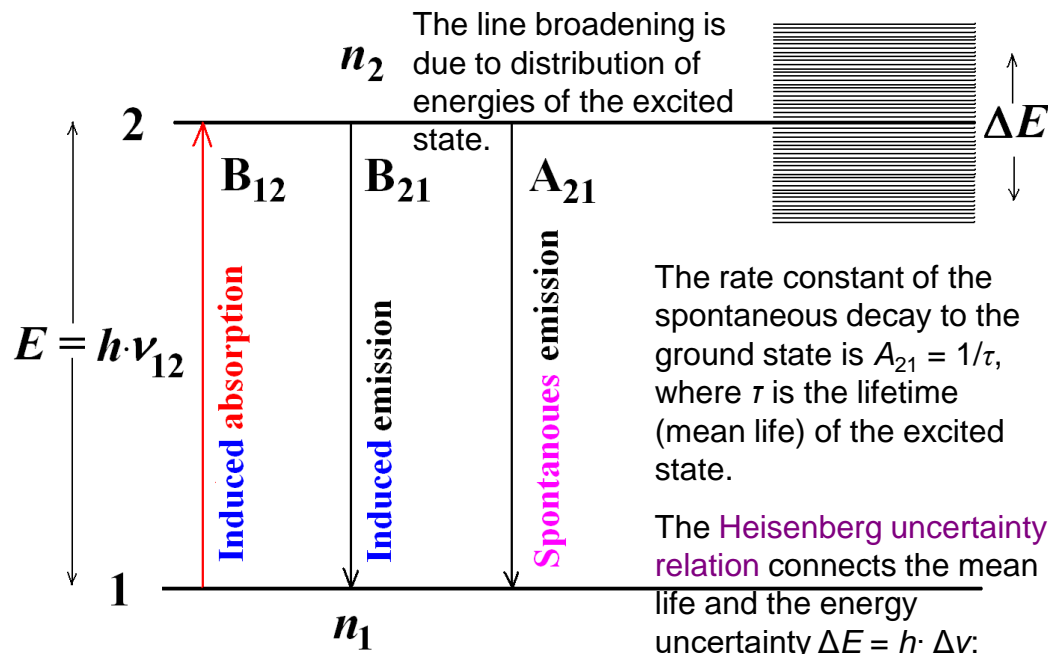 The line broadening is
due to distribution of
energies of the excited
state.
n₂
2
ΔE
B₁₂
B₂₁
A₂₁
E = h·ν₁₂
Induced absorption
Induced emission
Spontanoues emission
The rate constant of the
spontaneous decay to the
ground state is A₂₁ = 1/τ,
where τ is the lifetime
(mean life) of the excited
state.
The Heisenberg uncertainty
relation connects the mean
life and the energy
uncertainty ΔE = h· Δν:
1
n₁